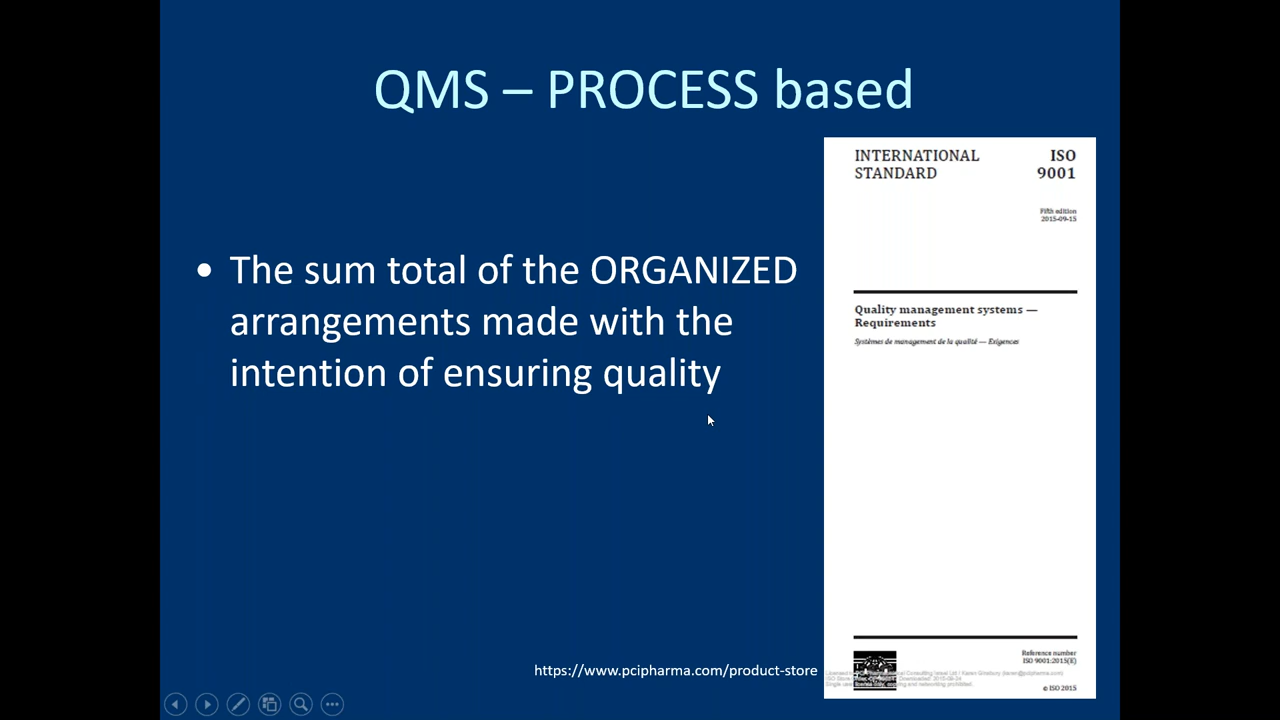 QMS – PROCESS based
• The sum total of the ORGANIZED
arrangements made with the
intention of ensuring quality
INTERNATIONAL
STANDARD
ISO
9001
Fifth edition
2015-09-15
Quality management systems —
Requirements
Systèmes de management de la qualité — Exigences
Reference number
ISO 9001:2015(E)
© ISO 2015
https://www.pcipharma.com/product-store